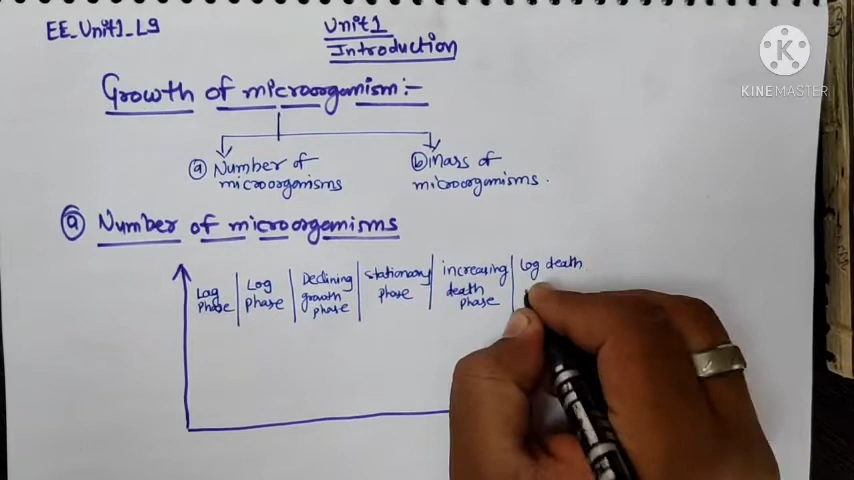 EE_Unit1_L9
Unit1
Introduction
Growth of microorganism:-
ⓐ Number of
microorganisms
ⓑ Mass of
microorganisms.
ⓐ Number of microorganisms
Lag
Phase
Log
phase
Declining
growth
phase
stationary
phase
increasing
death
phase
Log death
K
KINEMASTER